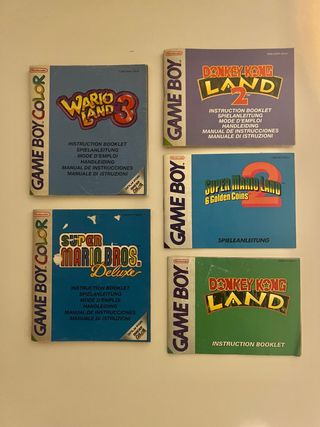 GAME BOY COLOR
WARIO
LAND 3
INSTRUCTION BOOKLET
SPIELANLEITUNG
MODE D'EMPLOI
HANDLEIDING
MANUAL DE INSTRUCCIONES
MANUALE DI ISTRUZIONI
GAME BOY COLOR
SUPER
MARIO BROS.
Deluxe
INSTRUCTION BOOKLET
SPIELANLEITUNG
MODE D'EMPLOI
HANDLEIDING
MANUAL DE INSTRUCCIONES
MANUALE DI ISTRUZIONI
GAME BOY
DONKEY KONG
LAND
2
INSTRUCTION BOOKLET
SPIELANLEITUNG
MODE D'EMPLOI
HANDLEIDING
MANUAL DE INSTRUCCIONES
MANUALE DI ISTRUZIONI
GAME BOY
SUPER MARIO LAND 2
6 Golden Coins
SPIELEANLEITUNG
GAME BOY
DONKEY KONG
LAND
INSTRUCTION BOOKLET